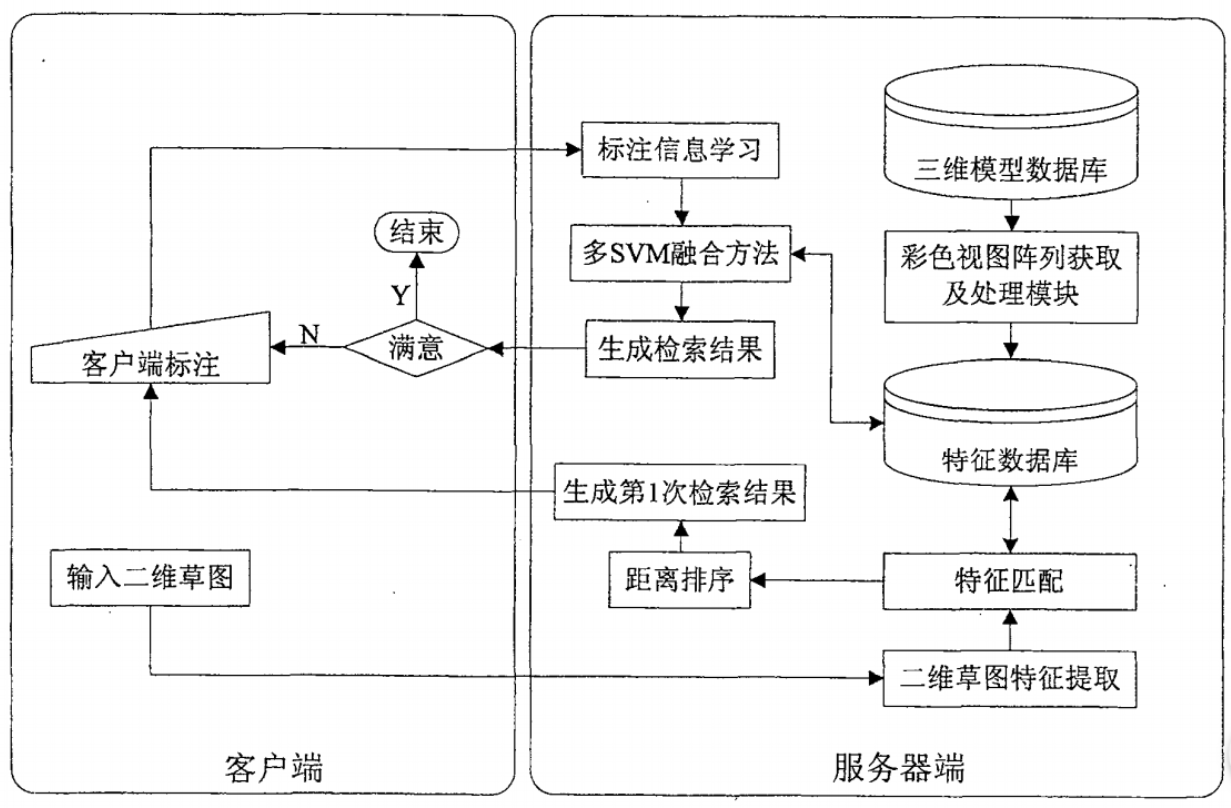 标注信息学习
三维模型数据库
结束
多SVM融合方法
彩色视图阵列获取
及处理模块
Y
N
满意
生成检索结果
客户端标注
特征数据库
生成第1次检索结果
输入二维草图
距离排序
特征匹配
二维草图特征提取
客户端
服务器端